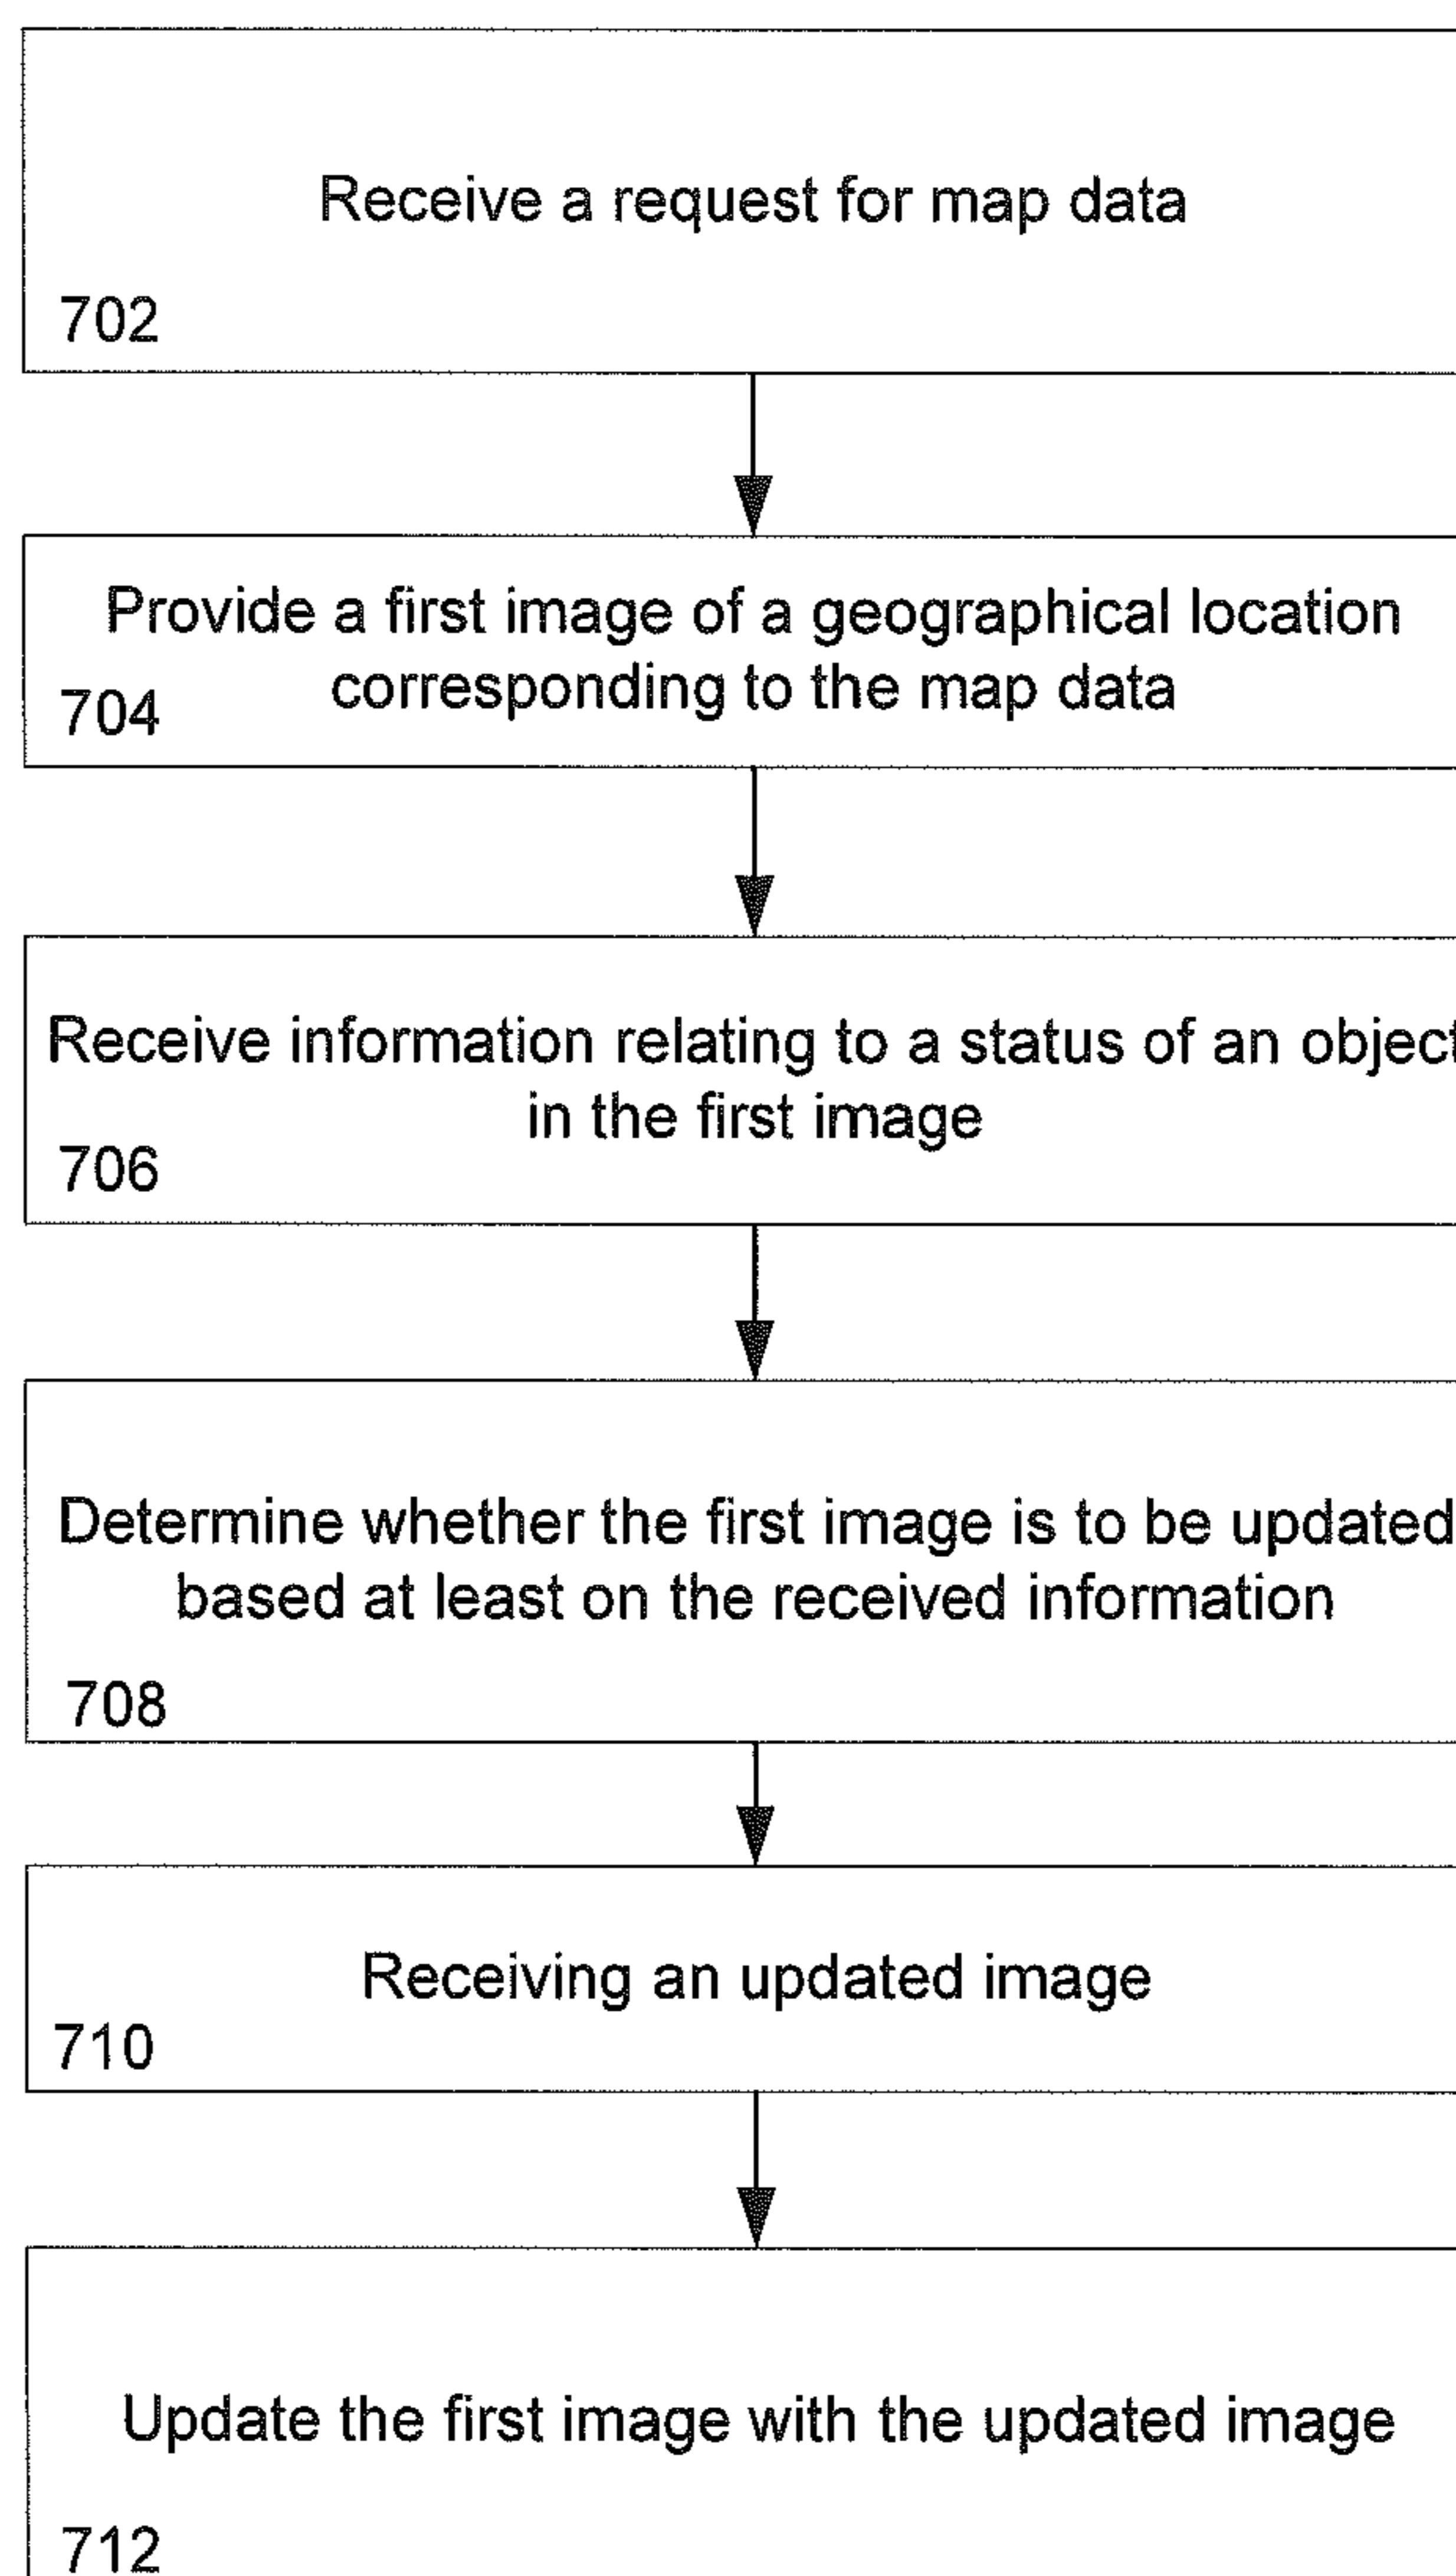 Receive a request for map data
702
Provide a first image of a geographical location
corresponding to the map data
704
Receive information relating to a status of an object
in the first image
706
Determine whether the first image is to be updated
based at least on the received information
708
Receiving an updated image
710
Update the first image with the updated image
712